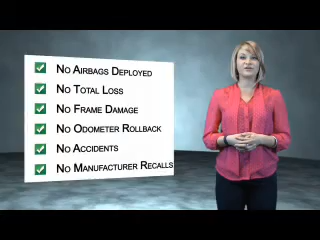 No Airbags Deployed
No Total Loss
No Frame Damage
No Odometer Rollback
No Accidents
No Manufacturer Recalls